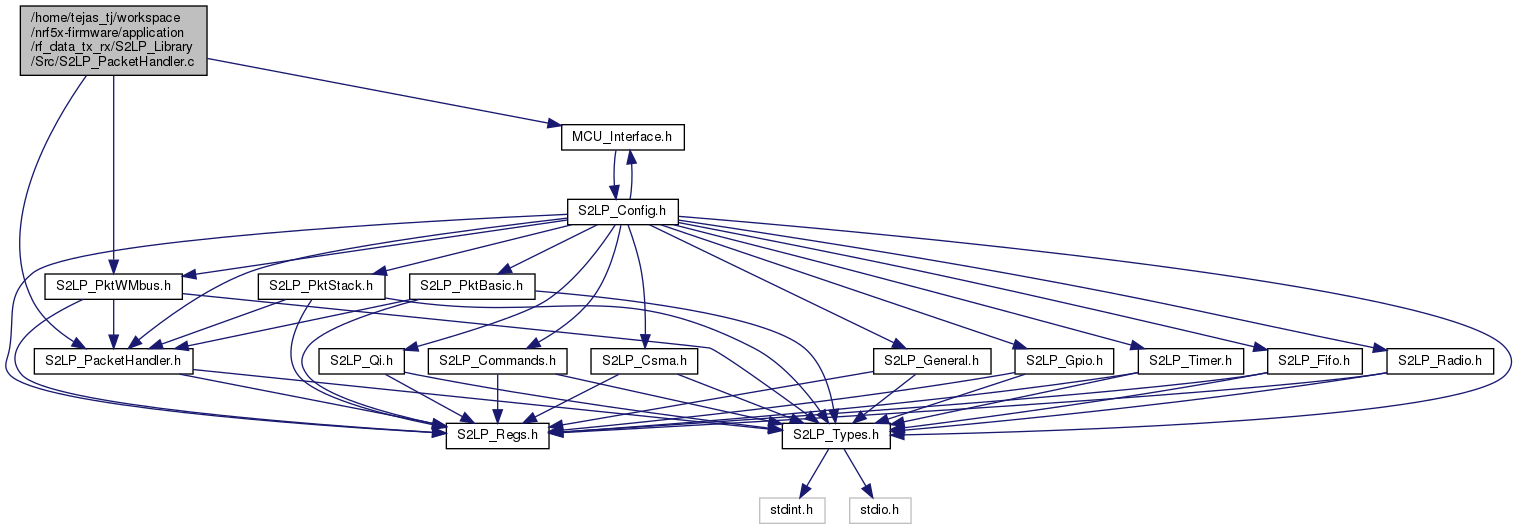 /home/tejas_tj/workspace
/nrf5x-firmware/application
/rf_data_tx_rx/S2LP_Library
/Src/S2LP_PacketHandler.c
MCU_Interface.h
S2LP_Config.h
S2LP_PktWMbus.h
S2LP_PktStack.h
S2LP_PktBasic.h
S2LP_PacketHandler.h
S2LP_Qi.h
S2LP_Commands.h
S2LP_Csma.h
S2LP_General.h
S2LP_Gpio.h
S2LP_Timer.h
S2LP_Fifo.h
S2LP_Radio.h
S2LP_Regs.h
S2LP_Types.h
stdint.h
stdio.h